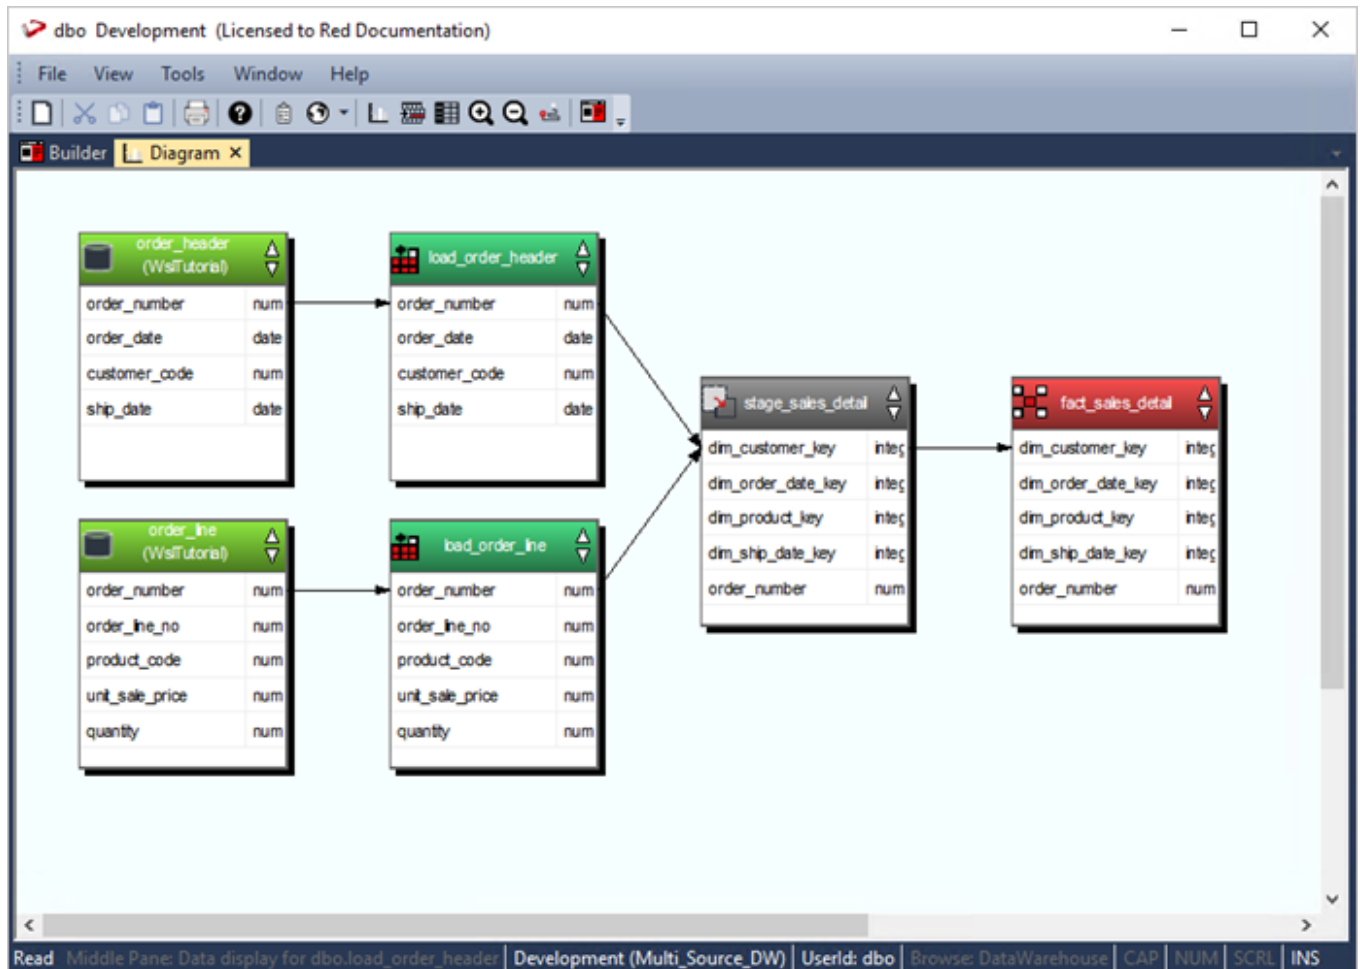 dbo Development (Licensed to Red Documentation)
File View Tools Window Help
Builder Diagram
order_header
(WslTutorial)
order_number num
order_date date
customer_code num
ship_date date
load_order_header
order_number num
order_date date
customer_code num
ship_date date
order_line
(WslTutorial)
order_number num
order_line_no num
product_code num
unit_sale_price num
quantity num
load_order_line
order_number num
order_line_no num
product_code num
unit_sale_price num
quantity num
stage_sales_detail
dim_customer_key integ
dim_order_date_key integ
dim_product_key integ
dim_ship_date_key integ
order_number num
fact_sales_detail
dim_customer_key integ
dim_order_date_key integ
dim_product_key integ
dim_ship_date_key integ
order_number num
Read Middle Pane: Data display for dbo.load_order_header Development (Multi_Source_DW) UserId: dbo Browse: DataWarehouse CAP NUM SCRL INS